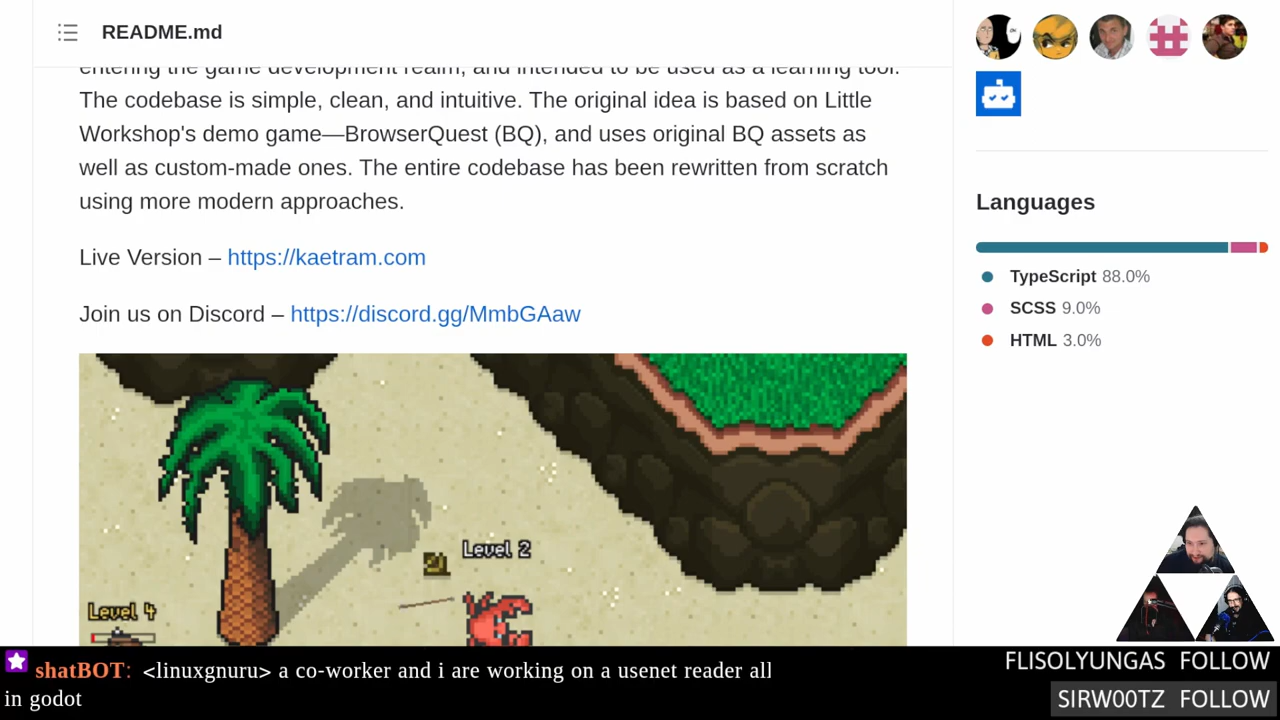 README.md
entering the game development realm, and intended to be used as a learning tool.
The codebase is simple, clean, and intuitive. The original idea is based on Little
Workshop's demo game—BrowserQuest (BQ), and uses original BQ assets as
well as custom-made ones. The entire codebase has been rewritten from scratch
using more modern approaches.
Live Version – https://kaetram.com
Join us on Discord – https://discord.gg/MmbGAaw
Level 2
Level 4
Languages
TypeScript 88.0%
SCSS 9.0%
HTML 3.0%
shatBOT: <linuxgnuru> a co-worker and i are working on a usenet reader all
in godot
FLISOLYUNGAS FOLLOW
SIRW00TZ FOLLOW